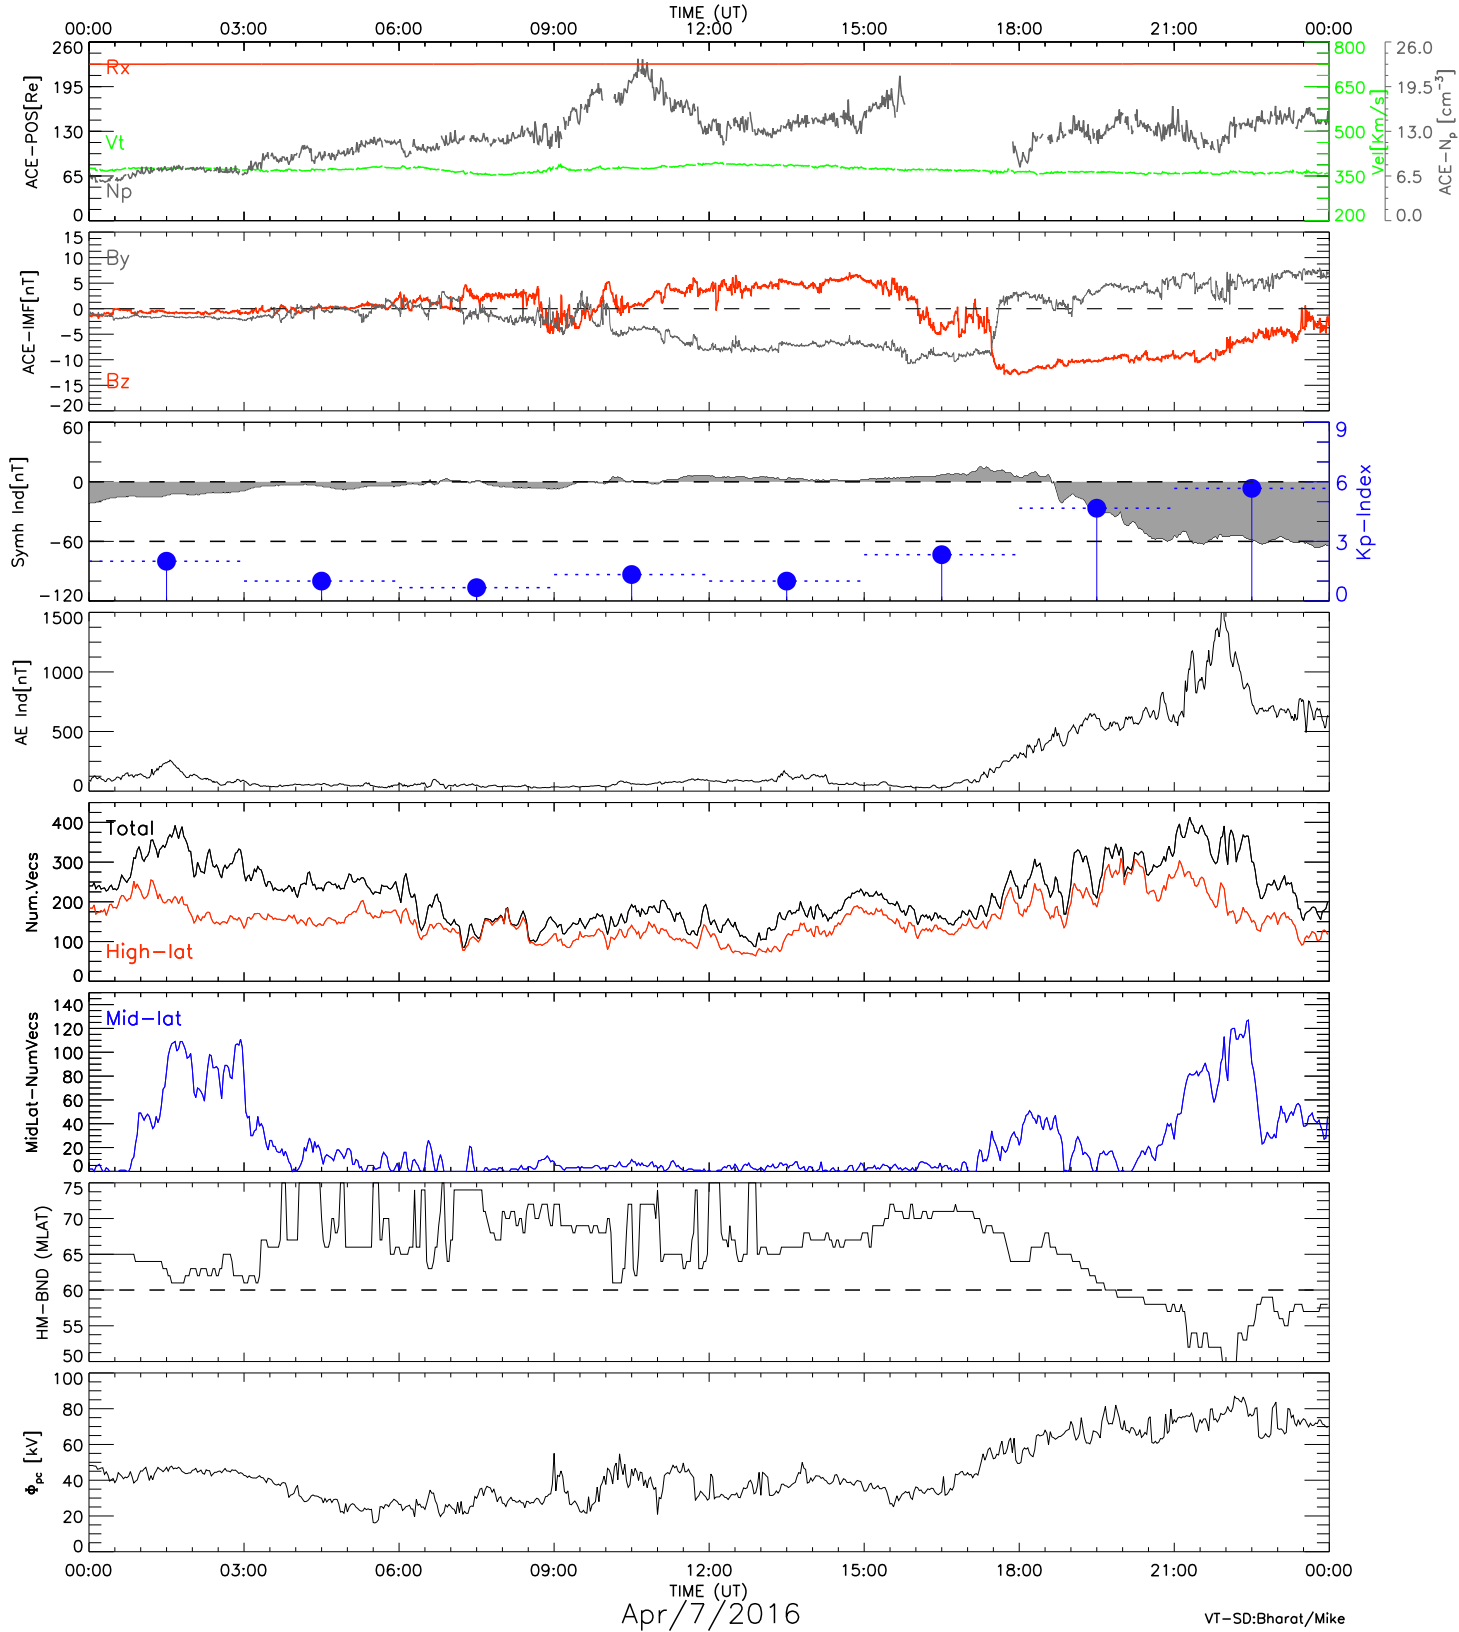 TIME (UT)
00:00 03:00 06:00 09:00 12:00 15:00 18:00 21:00 00:00
260 195 130 65 0
ACE-POS[Re]
Rx
Vt
Np
800 650 500 350 200
Vel[Km/s]
26.0 19.5 13.0 6.5 0.0
ACE-Np [cm-3]
15 10 5 0 -5 -10 -15 -20
ACE-IMF[nT]
By
Bz
60 0 -60 -120
Symh Ind[nT]
9 6 3 0
Kp-Index
1500 1000 500 0
AE Ind[nT]
400 300 200 100 0
Num.Vecs
Total
High-lat
140 120 100 80 60 40 20 0
MidLat-NumVecs
Mid-lat
75 70 65 60 55 50
HM-BND (MLAT)
100 80 60 40 20 0
Φpc [kV]
00:00 03:00 06:00 09:00 12:00 15:00 18:00 21:00 00:00
TIME (UT)
Apr/7/2016
VT-SD:Bharat/Mike